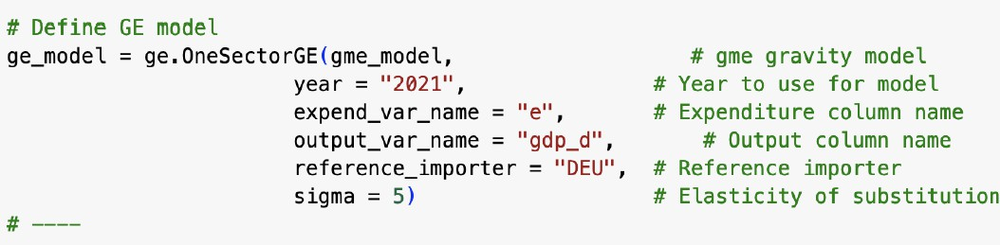 # Define GE model
ge_model = ge.OneSectorGE(gme_model, # gme gravity model
year = "2021", # Year to use for model
expend_var_name = "e", # Expenditure column name
output_var_name = "gdp_d", # Output column name
reference_importer = "DEU", # Reference importer
sigma = 5) # Elasticity of substitution
# ----